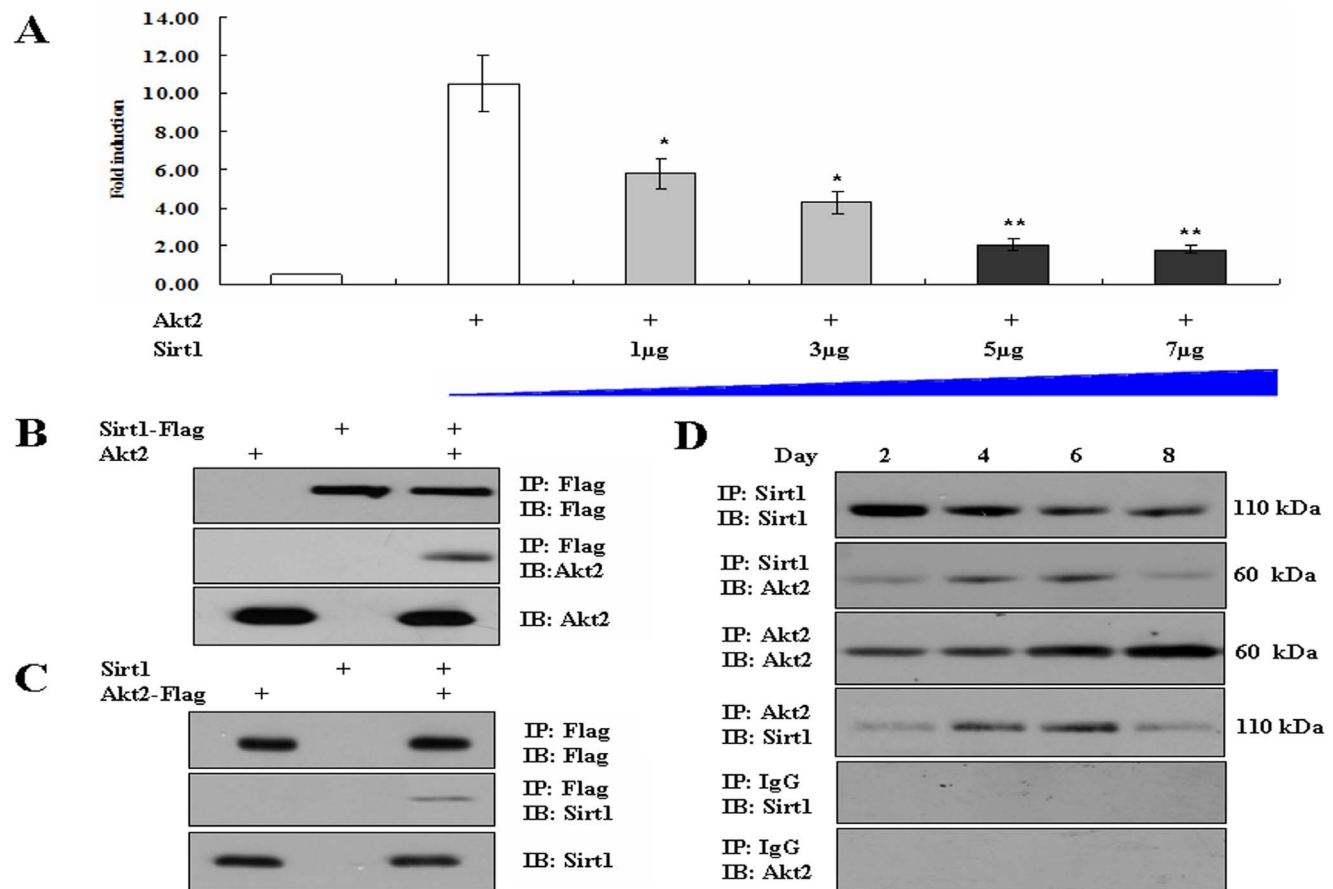 A
14.00
12.00
10.00
8.00
6.00
4.00
2.00
0.00
Fold induction
*
*
**
**
Akt2 + + + + +
Sirt1 1µg 3µg 5µg 7µg
B
Sirt1-Flag + +
Akt2 + +
IP: Flag
IB: Flag
IP: Flag
IB:Akt2
IB: Akt2
C
Sirt1 + +
Akt2-Flag + +
IP: Flag
IB: Flag
IP: Flag
IB: Sirt1
IB: Sirt1
D
Day 2 4 6 8
IP: Sirt1
IB: Sirt1
110 kDa
IP: Sirt1
IB: Akt2
60 kDa
IP: Akt2
IB: Akt2
60 kDa
IP: Akt2
IB: Sirt1
110 kDa
IP: IgG
IB: Sirt1
IP: IgG
IB: Akt2